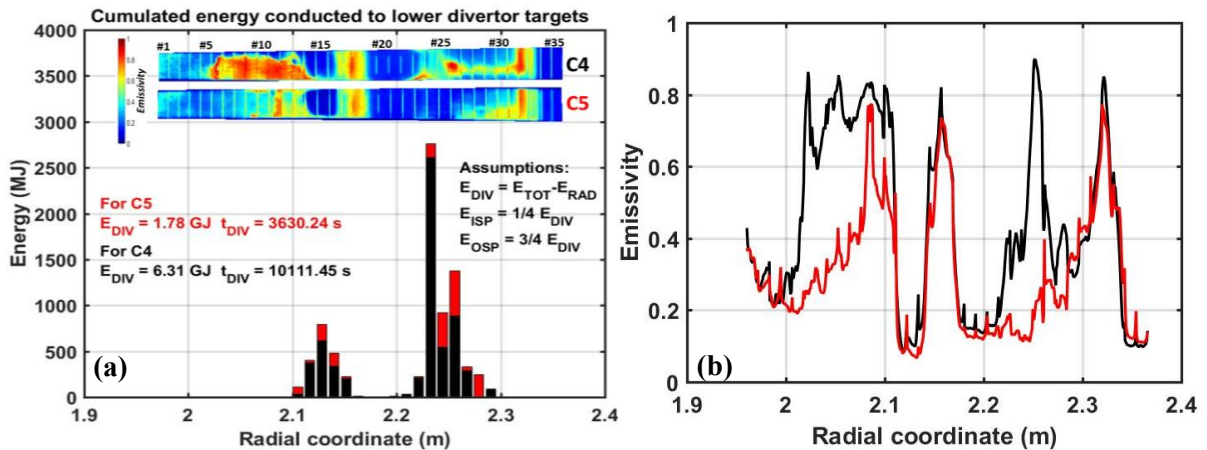 Cumulated energy conducted to lower divertor targets
4000
3500
3000
2500
2000
1500
1000
500
0
Energy (MJ)
1
0.8
0.6
0.4
0.2
0
Emissivity
#1 #5 #10 #15 #20 #25 #30 #35
C4
C5
Assumptions:
E_DIV = E_TOT-E_RAD
E_ISP = 1/4 E_DIV
E_OSP = 3/4 E_DIV
For C5
E_DIV = 1.78 GJ t_DIV = 3630.24 s
For C4
E_DIV = 6.31 GJ t_DIV = 10111.45 s
(a)
1.9 2 2.1 2.2 2.3 2.4
Radial coordinate (m)
1
0.8
0.6
0.4
0.2
0
Emissivity
(b)
1.9 2 2.1 2.2 2.3 2.4
Radial coordinate (m)